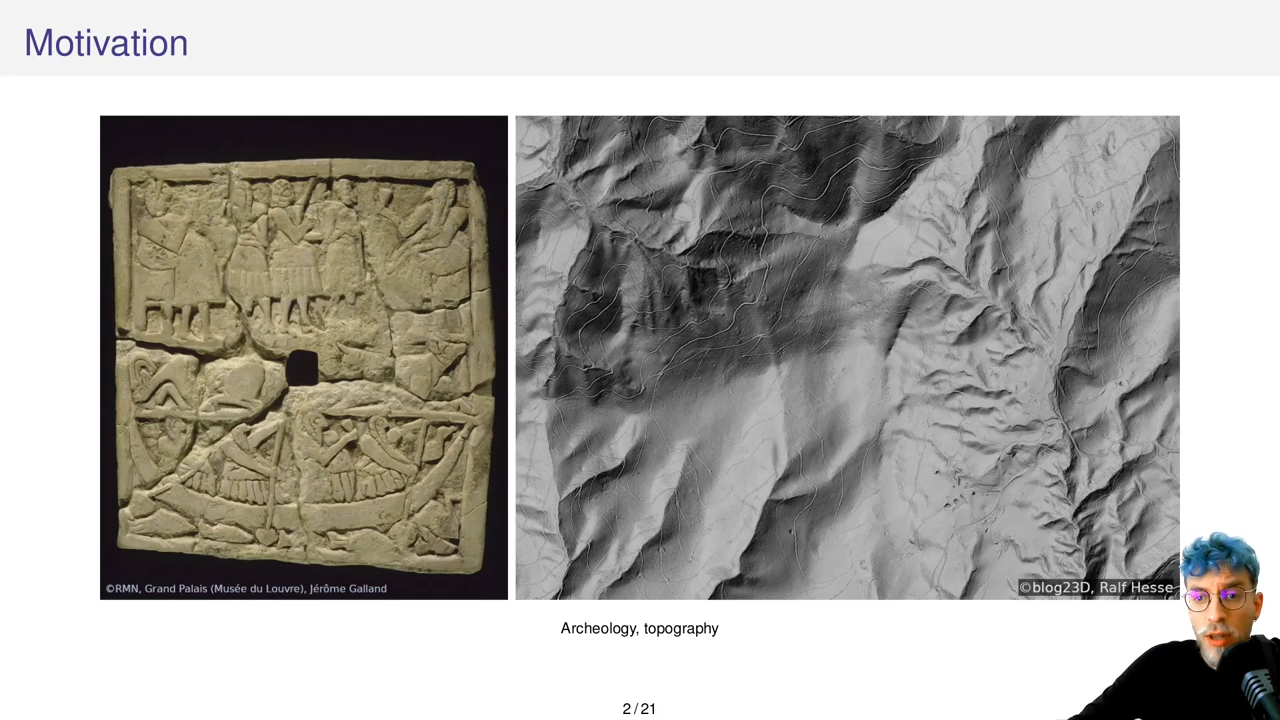 Motivation
©RMN, Grand Palais (Musée du Louvre), Jérôme Galland
©blog23D, Ralf Hesse
Archeology, topography
2 / 21